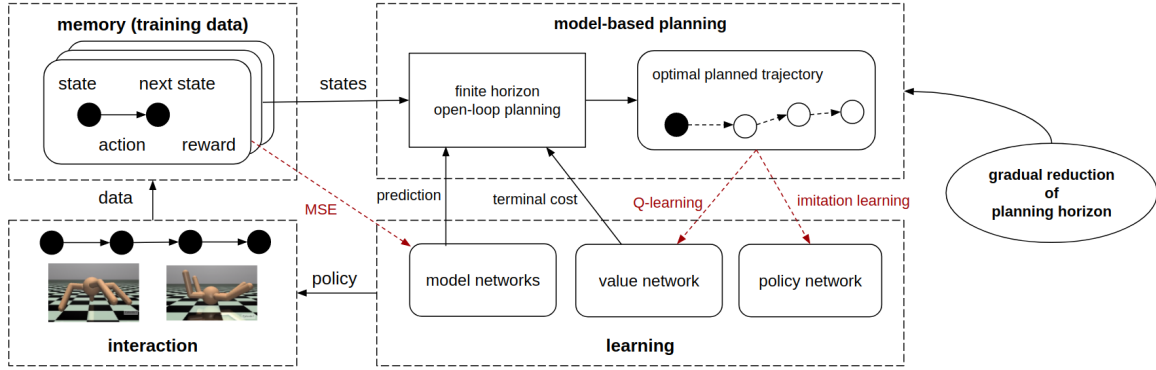 memory (training data)
state
next state
action
reward
data
states
model-based planning
finite horizon
open-loop planning
optimal planned trajectory
gradual reduction
of
planning horizon
MSE
prediction
terminal cost
Q-learning
imitation learning
model networks
value network
policy network
learning
policy
interaction